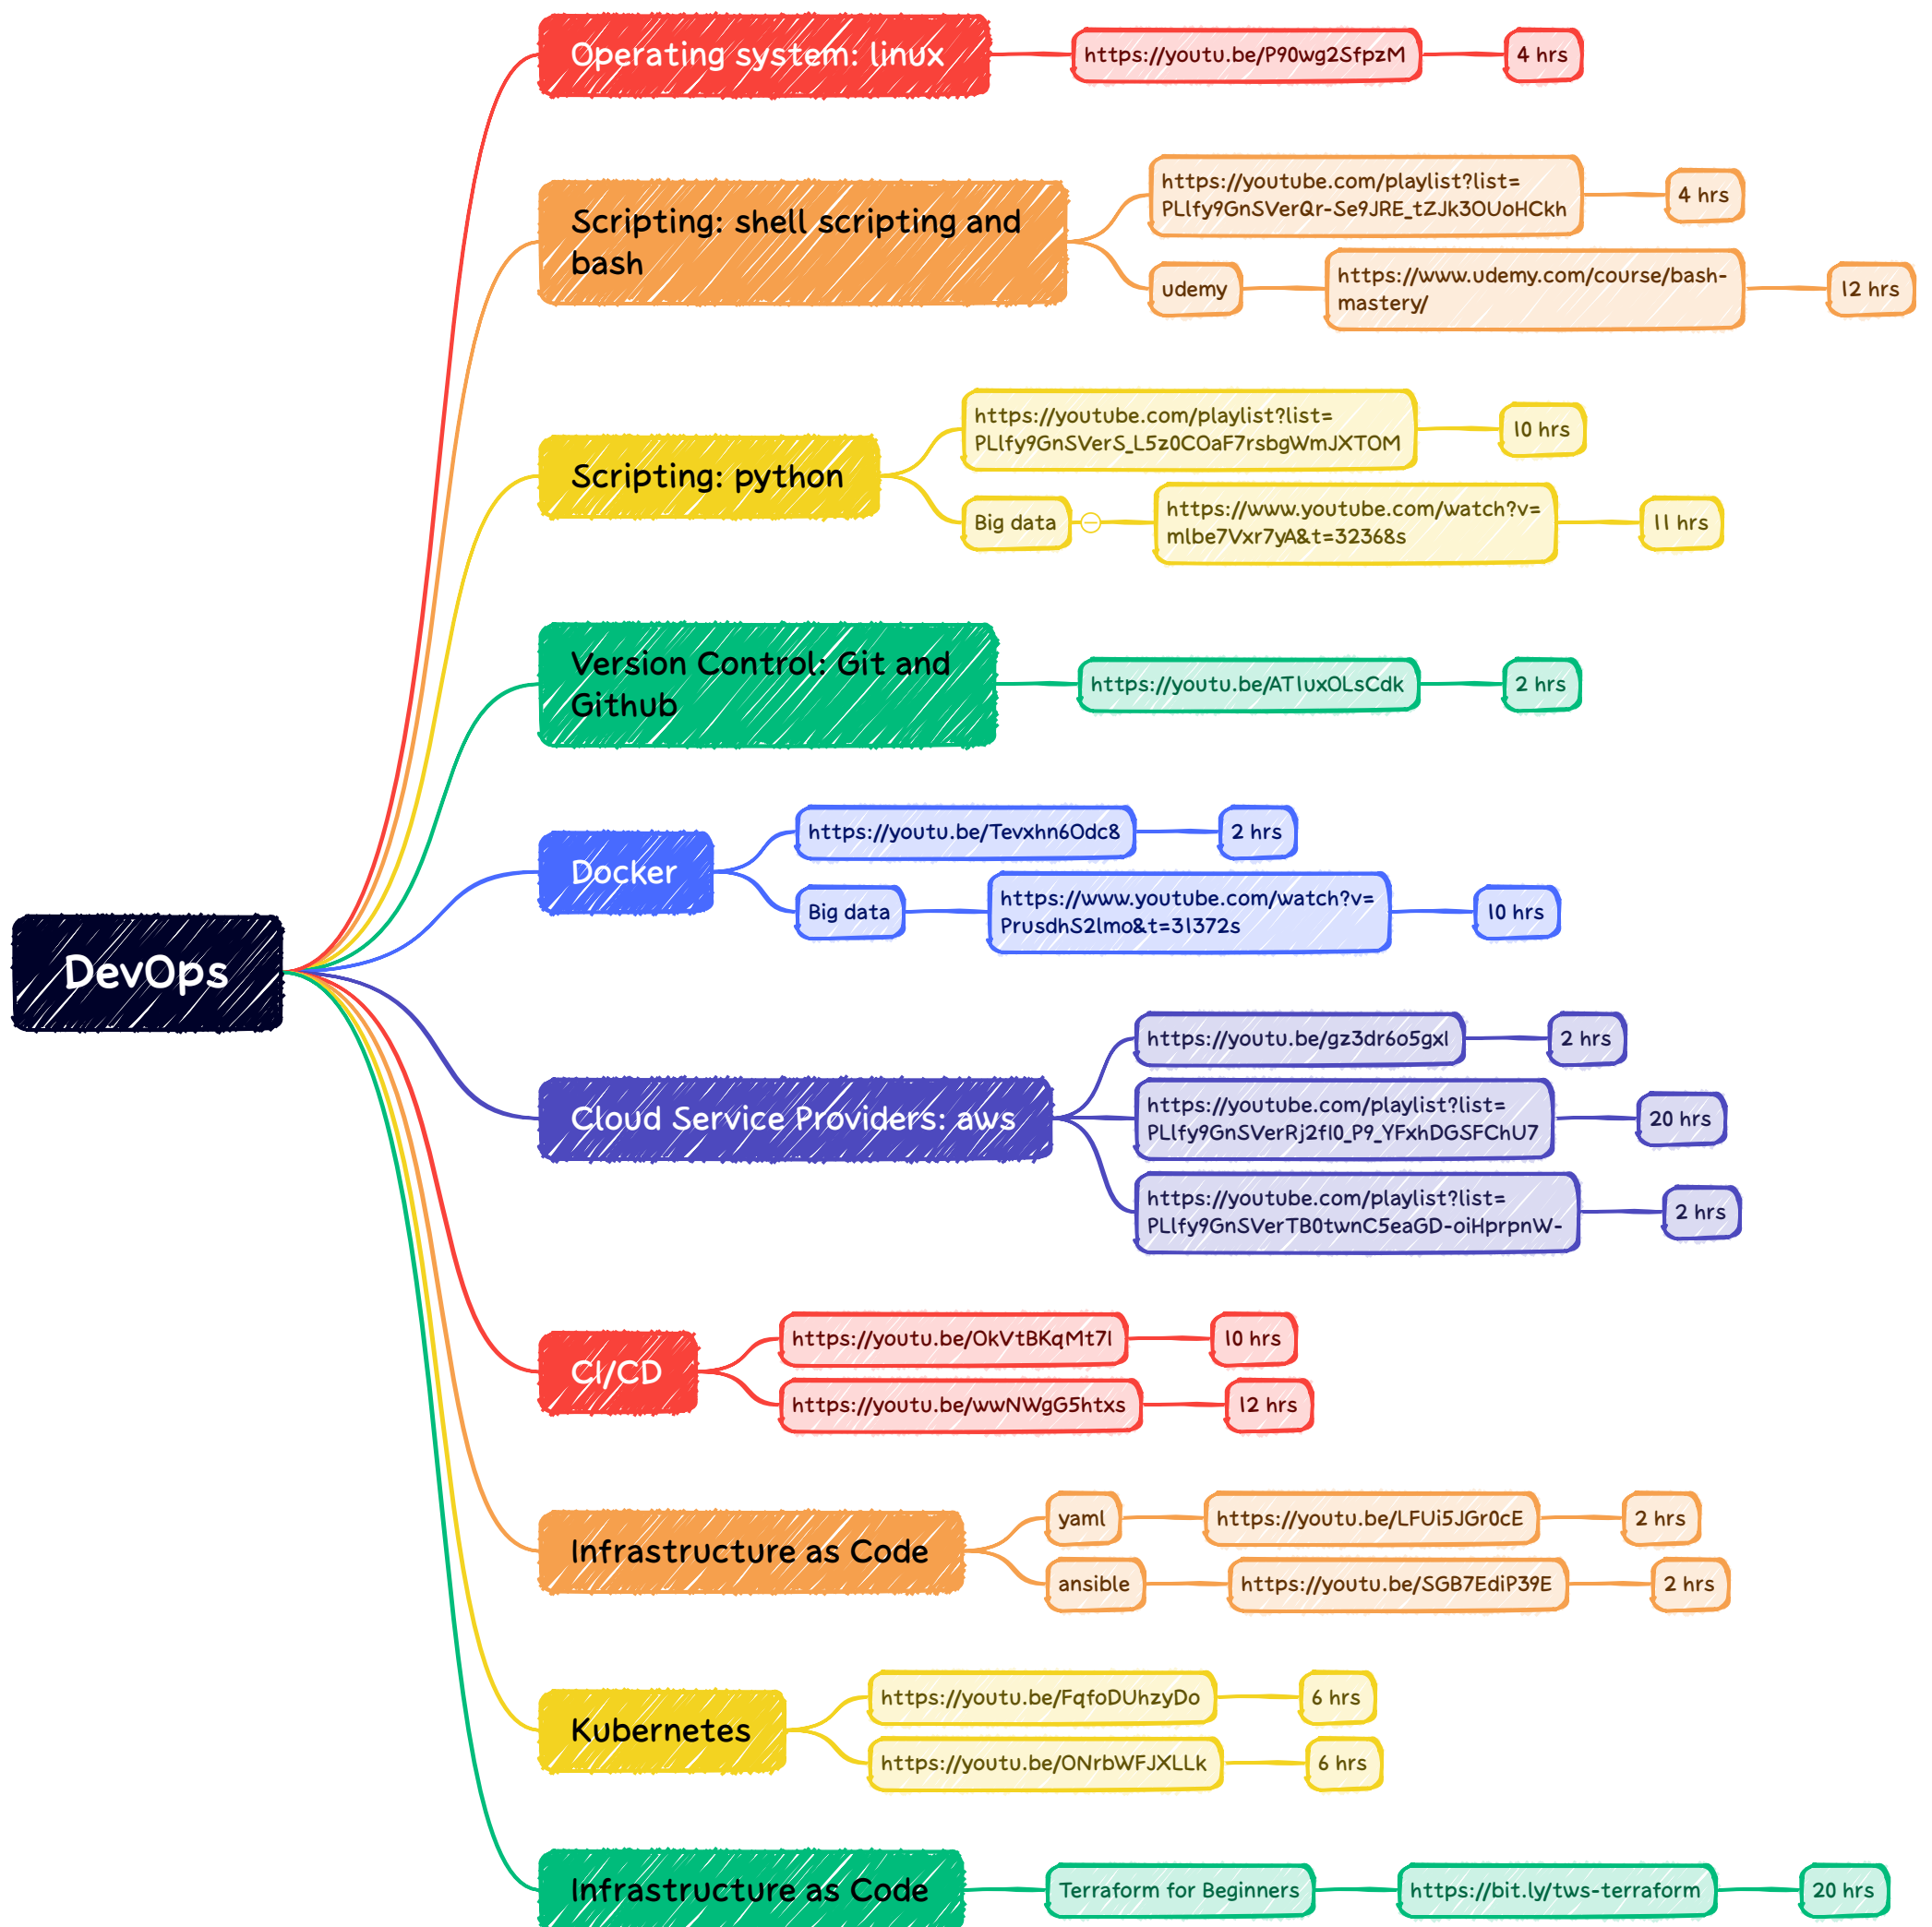 Operating system: linux
https://youtu.be/P90wg2SfpzM
4 hrs
Scripting: shell scripting and
bash
https://youtube.com/playlist?list=
PLlfy9GnSVerQr-Se9JRE_tZJk3OUoHCkh
4 hrs
udemy
https://www.udemy.com/course/bash-
mastery/
12 hrs
Scripting: python
https://youtube.com/playlist?list=
PLlfy9GnSVerS_L5z0COaF7rsbgWmJXTOM
10 hrs
Big data
https://www.youtube.com/watch?v=
mlbe7Vxr7yA&t=32368s
11 hrs
Version Control: Git and
Github
https://youtu.be/AT1uxOLsCdk
2 hrs
Docker
https://youtu.be/Tevxhn6Odc8
2 hrs
Big data
https://www.youtube.com/watch?v=
PrusdhS2lmo&t=31372s
10 hrs
DevOps
Cloud Service Providers: aws
https://youtu.be/gz3dr6o5gxI
2 hrs
https://youtube.com/playlist?list=
PLlfy9GnSVerRj2fI0_P9_YFxhDGSFChU7
20 hrs
https://youtube.com/playlist?list=
PLlfy9GnSVerTB0twnC5eaGD-oiHprpnW-
2 hrs
CI/CD
https://youtu.be/OkVtBKqMt7I
10 hrs
https://youtu.be/wwNWgG5htxs
12 hrs
Infrastructure as Code
yaml
https://youtu.be/LFUi5JGr0cE
2 hrs
ansible
https://youtu.be/SGB7EdiP39E
2 hrs
Kubernetes
https://youtu.be/FqfoDUhzyDo
6 hrs
https://youtu.be/ONrbWFJXLLk
6 hrs
Infrastructure as Code
Terraform for Beginners
https://bit.ly/tws-terraform
20 hrs